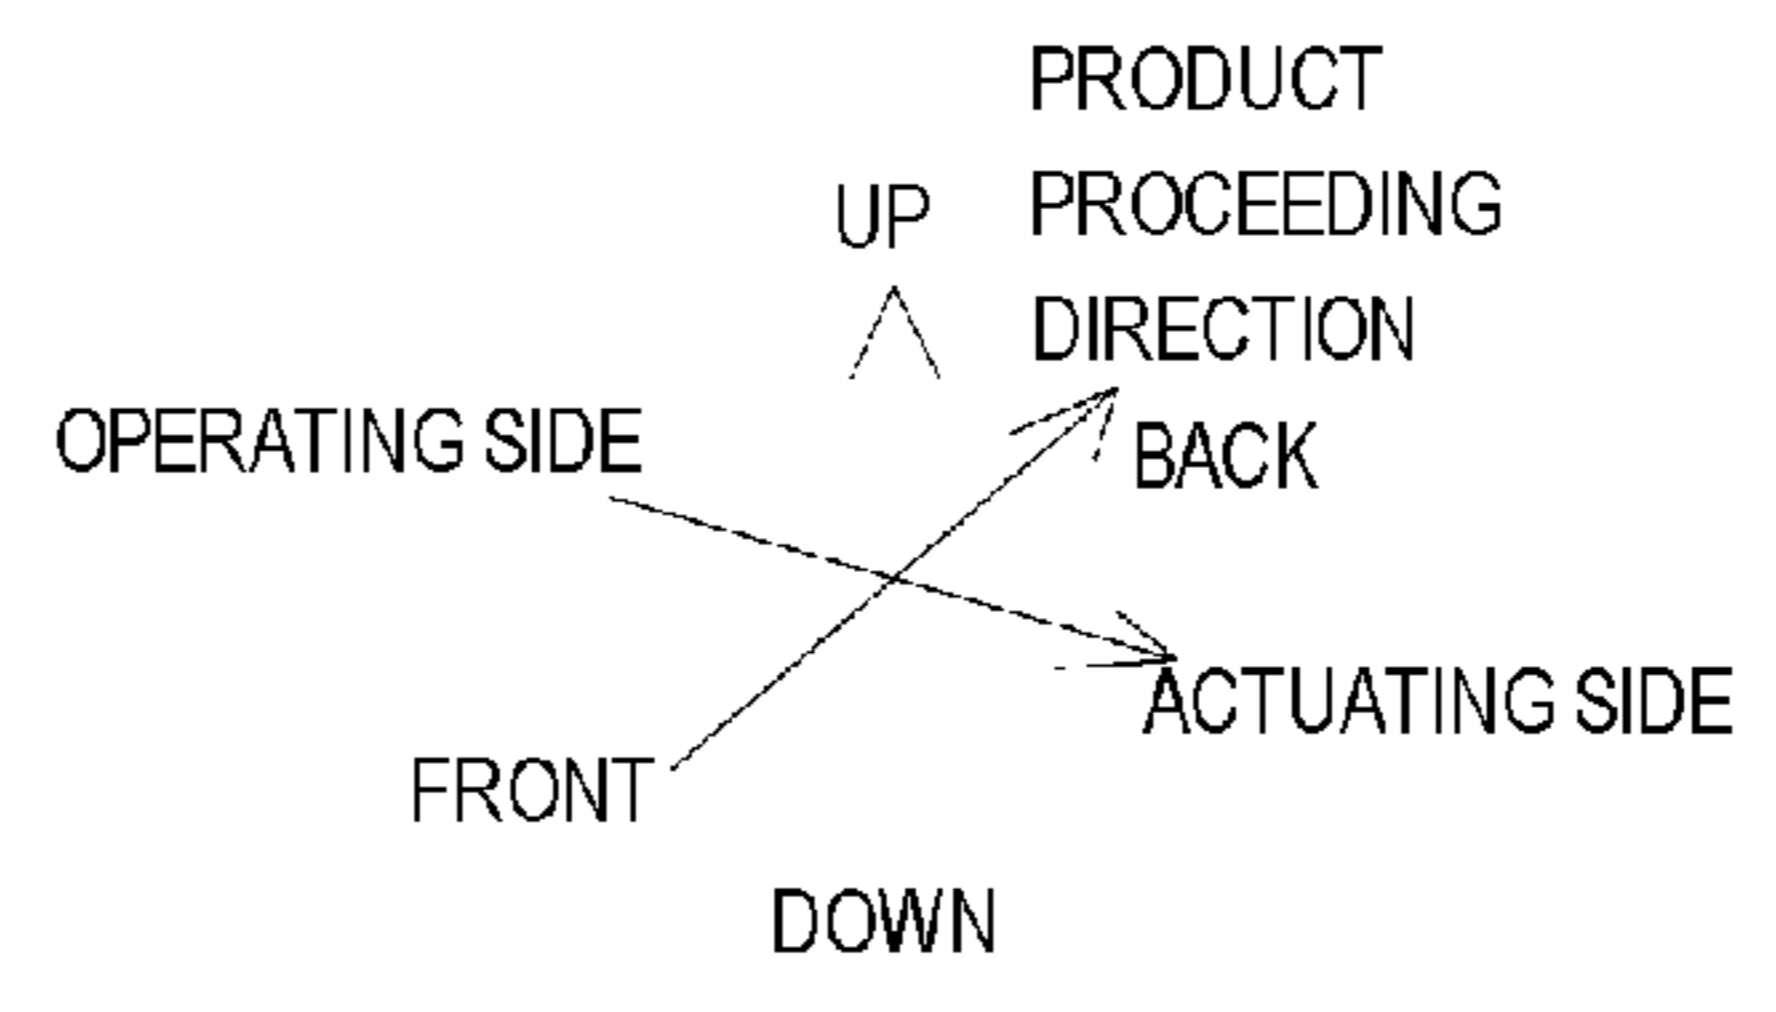 PRODUCT
UP
PROCEEDING
DIRECTION
OPERATING SIDE
BACK
ACTUATING SIDE
FRONT
DOWN